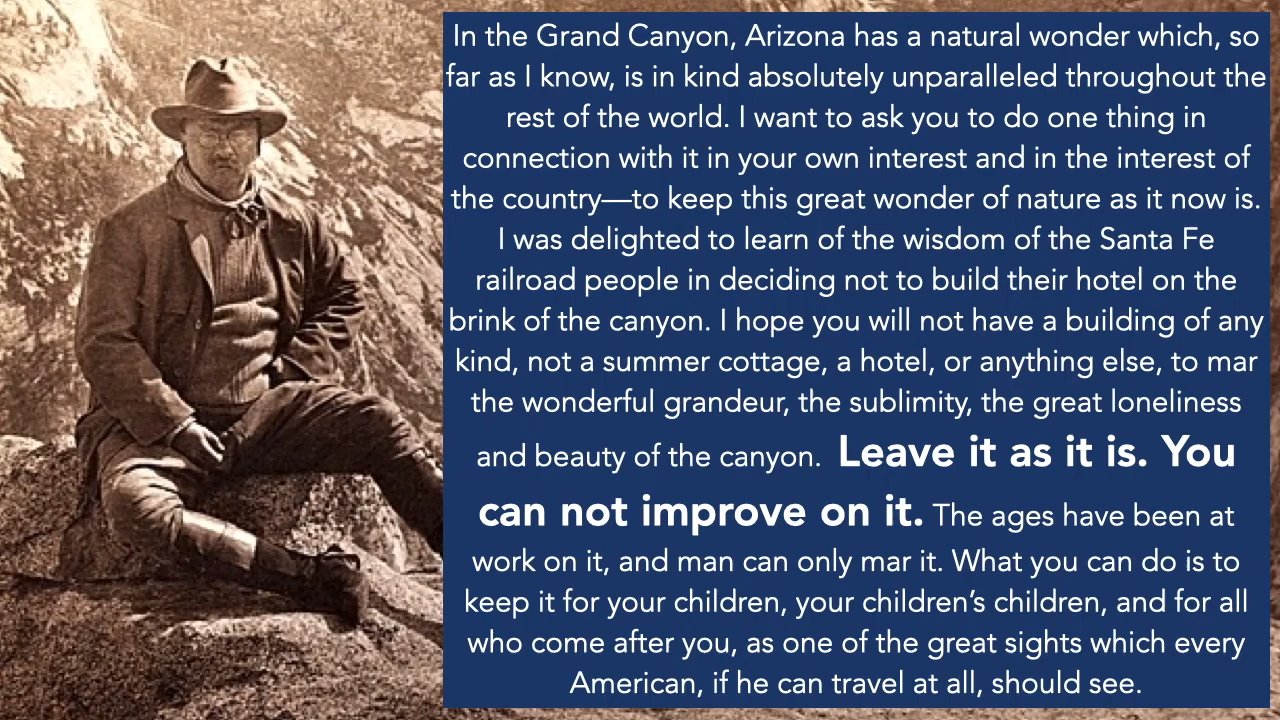 In the Grand Canyon, Arizona has a natural wonder which, so
far as I know, is in kind absolutely unparalleled throughout the
rest of the world. I want to ask you to do one thing in
connection with it in your own interest and in the interest of
the country—to keep this great wonder of nature as it now is.
I was delighted to learn of the wisdom of the Santa Fe
railroad people in deciding not to build their hotel on the
brink of the canyon. I hope you will not have a building of any
kind, not a summer cottage, a hotel, or anything else, to mar
the wonderful grandeur, the sublimity, the great loneliness
and beauty of the canyon. Leave it as it is. You
can not improve on it. The ages have been at
work on it, and man can only mar it. What you can do is to
keep it for your children, your children’s children, and for all
who come after you, as one of the great sights which every
American, if he can travel at all, should see.